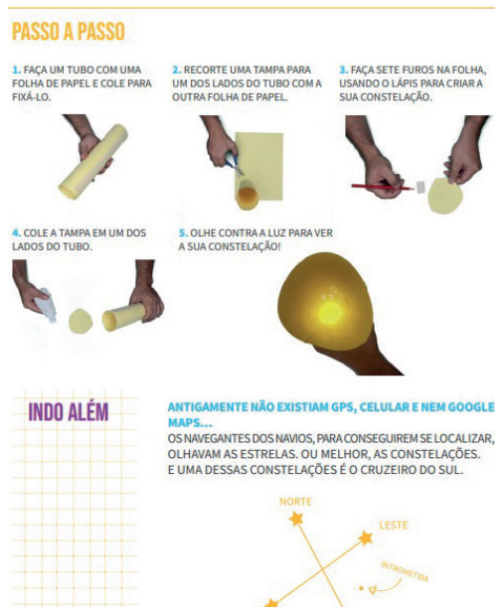 PASSO A PASSO
1. FAÇA UM TUBO COM UMA
FOLHA DE PAPEL E COLE PARA
FIXÁ-LO.
2. RECORTE UMA TAMPA PARA
UM DOS LADOS DO TUBO COM A
OUTRA FOLHA DE PAPEL.
3. FAÇA SETE FUROS NA FOLHA,
USANDO O LÁPIS PARA CRIAR A
SUA CONSTELAÇÃO.
4. COLE A TAMPA EM UM DOS
LADOS DO TUBO.
5. OLHE CONTRA A LUZ PARA VER
A SUA CONSTELAÇÃO!
INDO ALÉM
ANTIGAMENTE NÃO EXISTIAM GPS, CELULAR E NEM GOOGLE
MAPS...
OS NAVEGANTES DOS NAVIOS, PARA CONSEGUIREM SE LOCALIZAR,
OLHAVAM AS ESTRELAS. OU MELHOR, AS CONSTELAÇÕES.
E UMA DESSAS CONSTELAÇÕES É O CRUZEIRO DO SUL.
NORTE
LESTE
INTROMETIDA